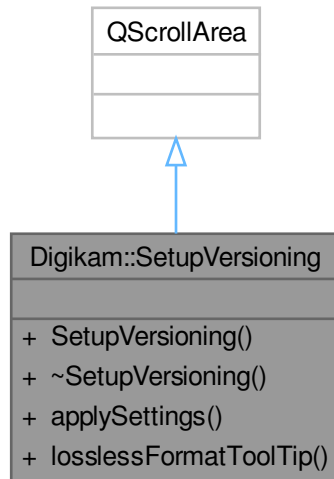 QScrollArea
Digikam::SetupVersioning
+ SetupVersioning()
+ ~SetupVersioning()
+ applySettings()
+ losslessFormatToolTip()